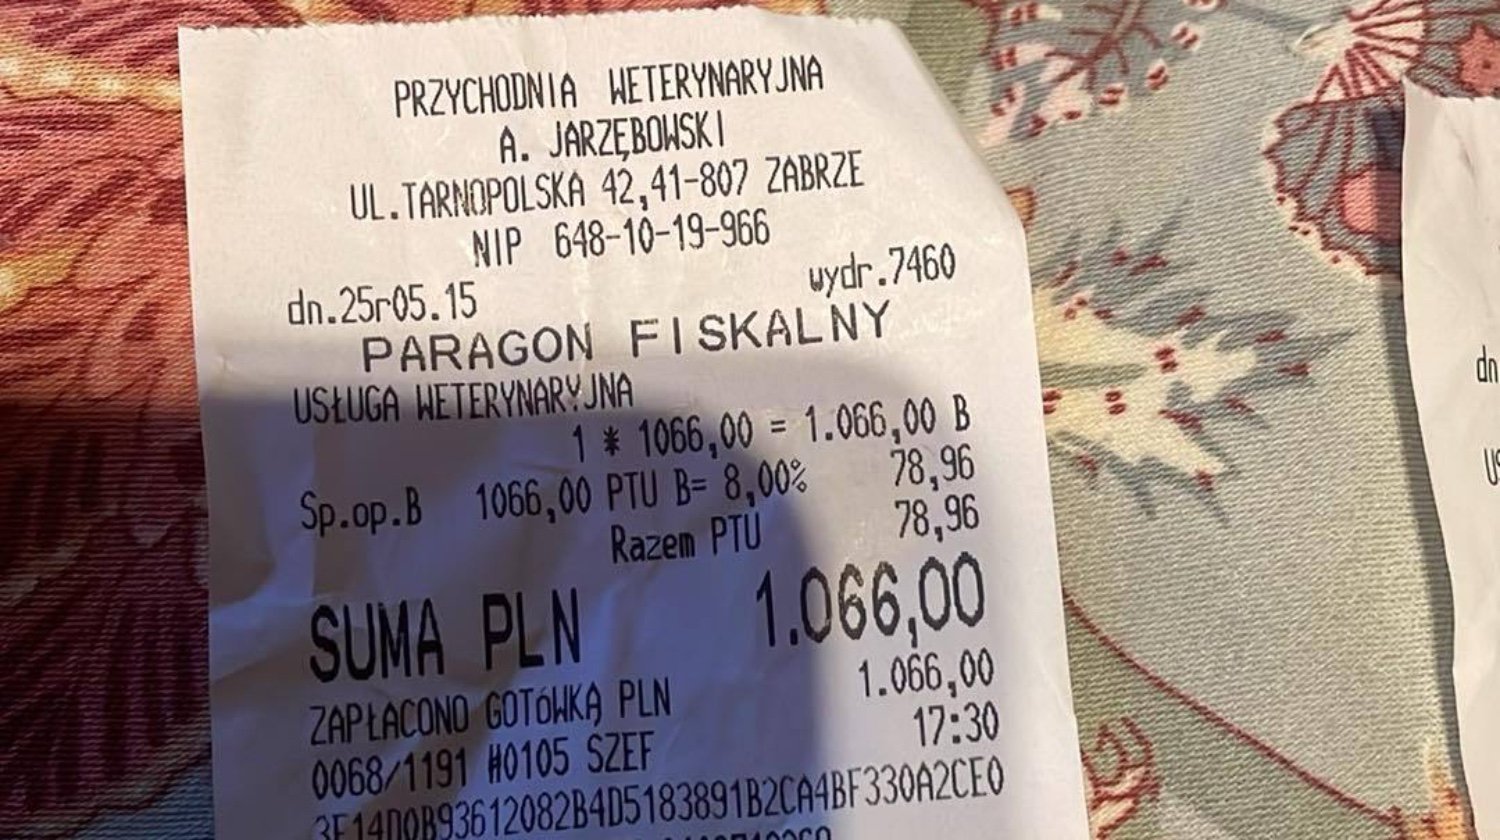 PRZYCHODNIA WETERYNARYJNA
A. JARZĘBOWSKI
UL.TARNOPOLSKA 42,41-807 ZABRZE
NIP 648-10-19-966
wydr.7460
dn.25r05.15
PARAGON FISKALNY
USŁUGA WETERYNARYJNA
1 * 1066,00 = 1.066,00 B
Sp.op.B 1066,00 PTU B= 8,00% 78,96
Razem PTU 78,96
SUMA PLN 1.066,00
ZAPŁACONO GOTÓWKĄ PLN 1.066,00
0068/1191 #0105 SZEF 17:30
3F14D0B93612082B4D5183891B2CA4BF330A2CE0
dn